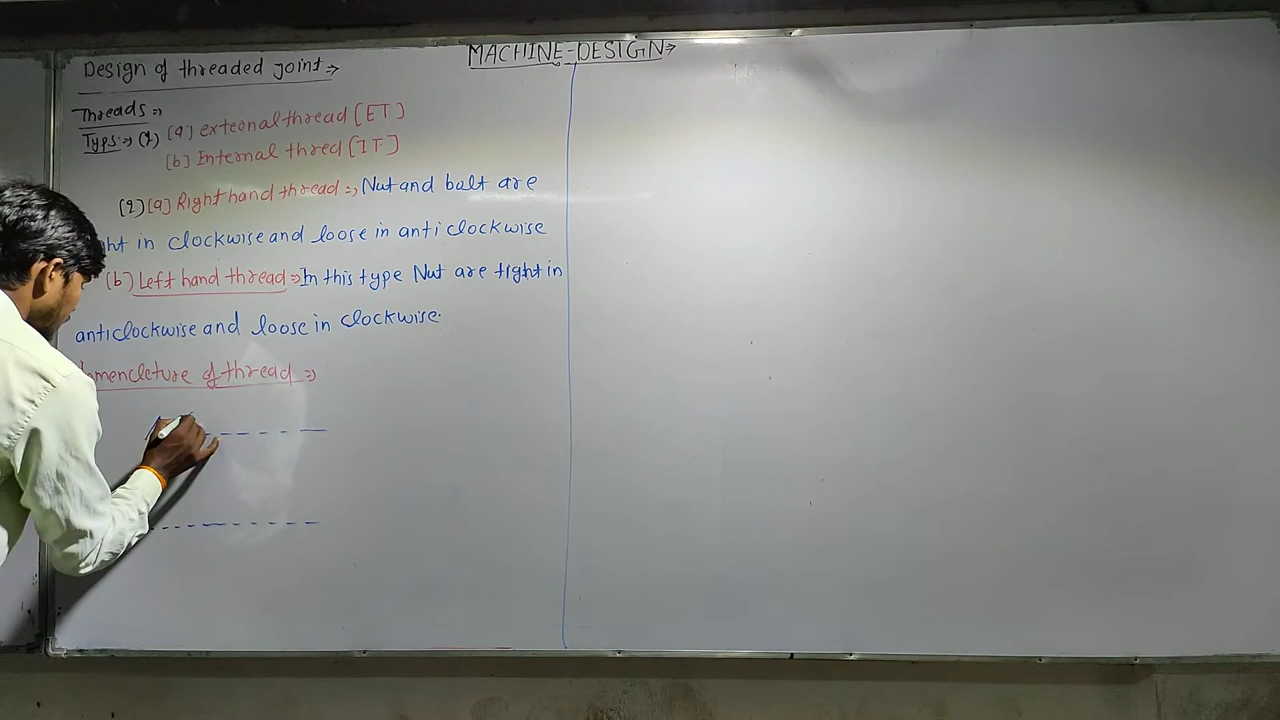 MACHINE-DESIGN⇒
Design of threaded joint:⇒
Threads⇒
Typs:⇒(1) [a] external thread [ET]
[b] Internal thred [IT]
(2) [a] Right hand thread⇒, Nut and bolt are
in clockwise and loose in anti clockwise
(b) Left hand thread⇒In this type Nut are tight in
anticlockwise and loose in clockwise.
of thread⇒